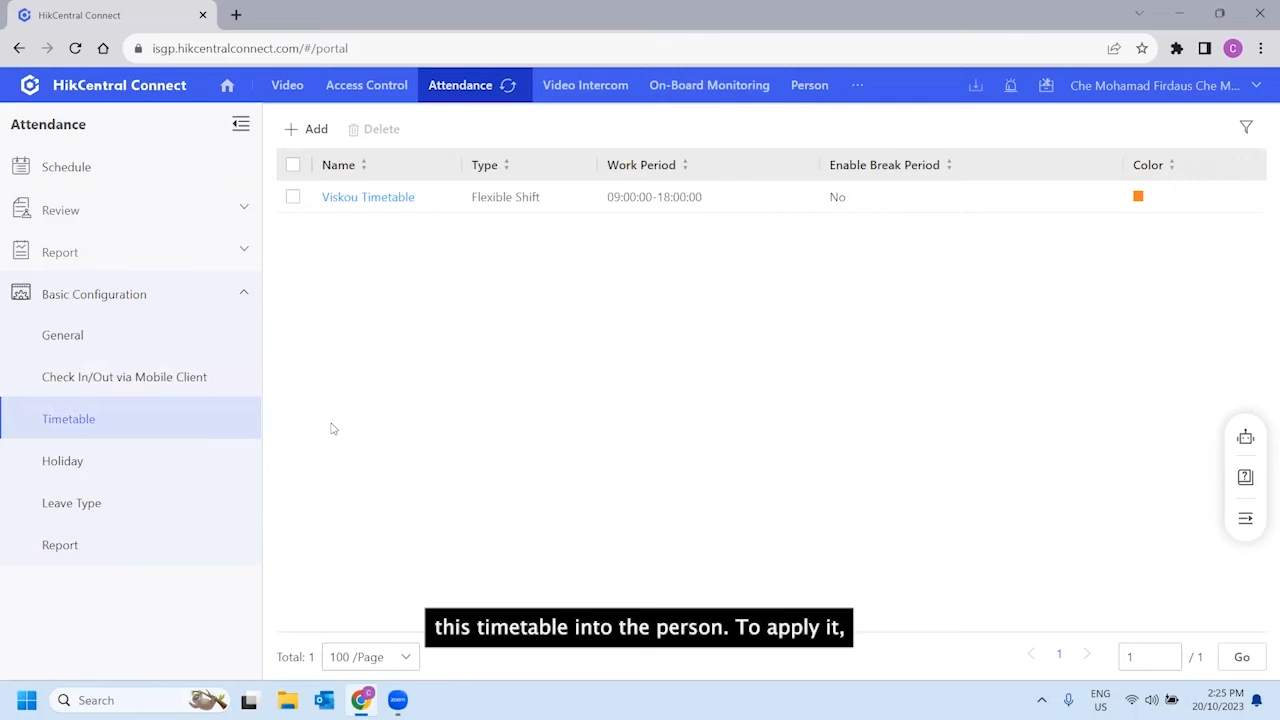 HikCentral Connect
isgp.hikcentralconnect.com/#/portal
C
HikCentral Connect
Video
Access Control
Attendance
Video Intercom
On-Board Monitoring
Person
Che Mohamad Firdaus Che M...
Attendance
Schedule
Review
Report
Basic Configuration
General
Check In/Out via Mobile Client
Timetable
Holiday
Leave Type
Report
Add
Delete
Name Type Work Period Enable Break Period Color
Viskou Timetable Flexible Shift 09:00:00-18:00:00 No
this timetable into the person. To apply it,
Total: 1
100 /Page
1
1 / 1
Go
Search
C
zoom
ENG
US
2:25 PM
20/10/2023